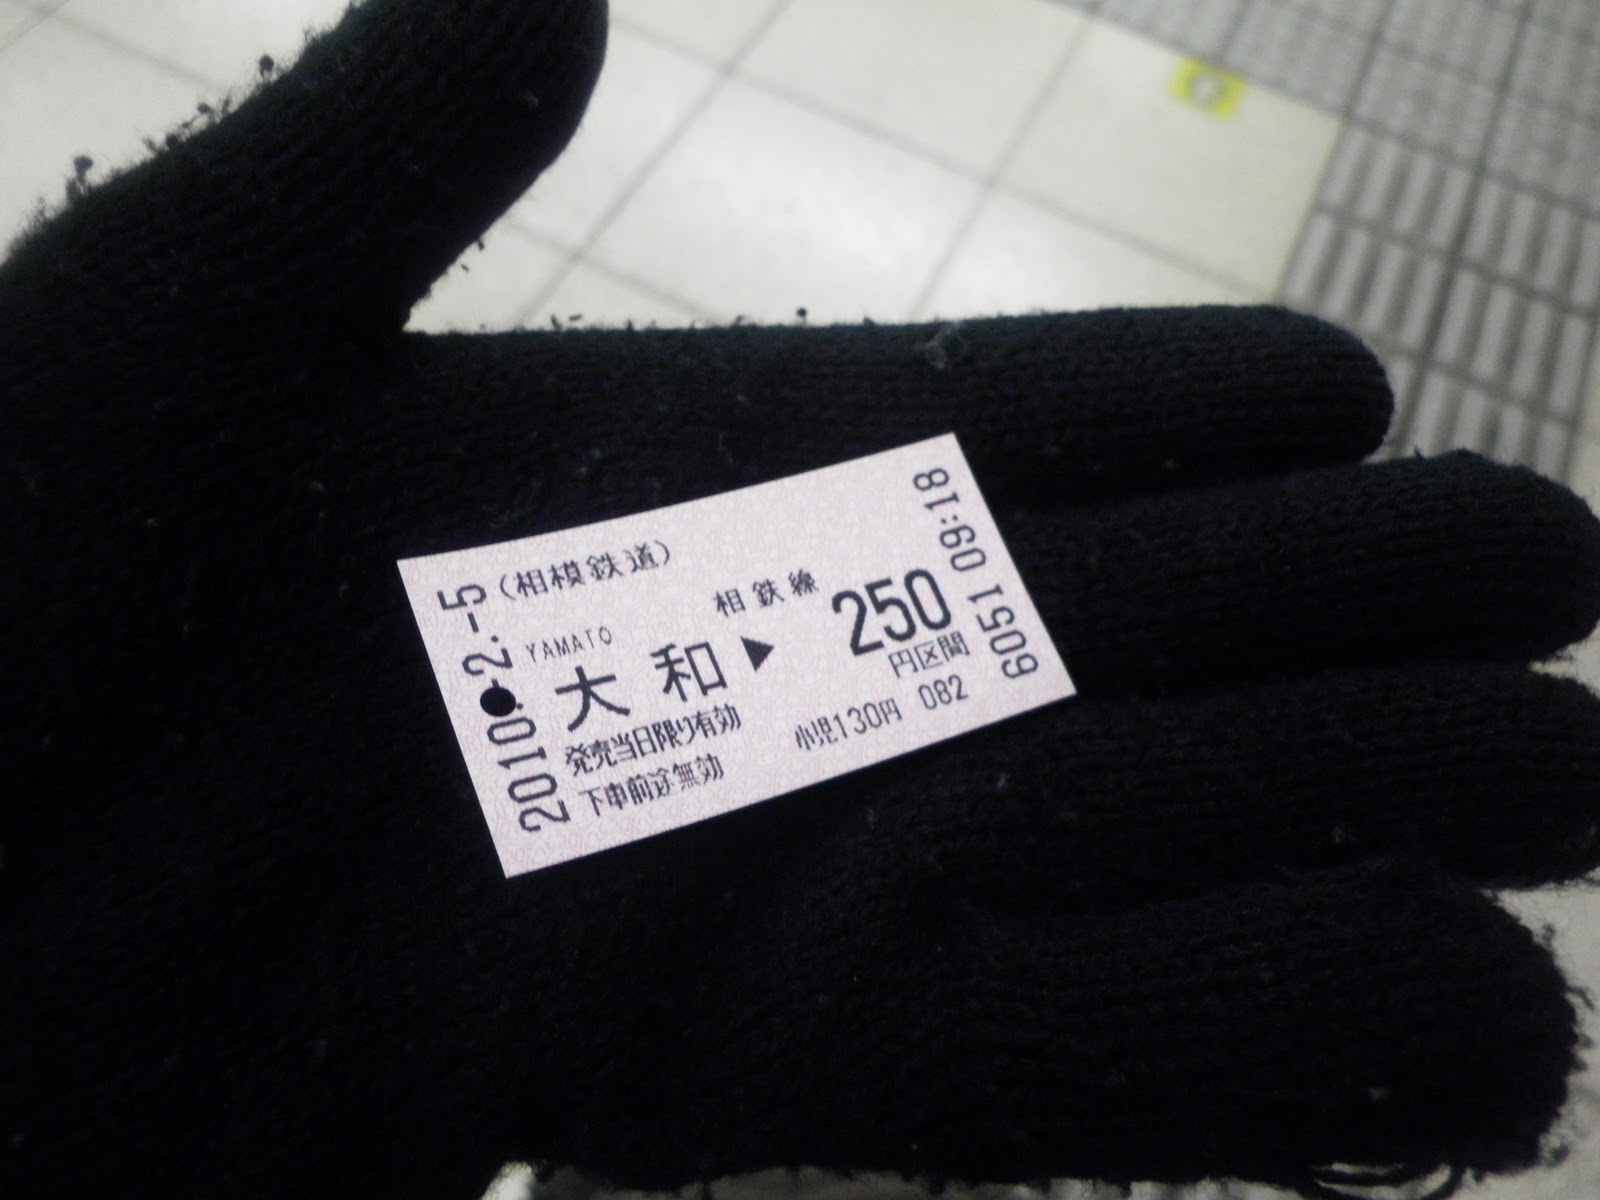 (相模鉄道)
相鉄線
YAMATO
大和▶250
円区間
発売当日限り有効
小児130円 082
下車前途無効
2010.-2.-5
6051 09:18